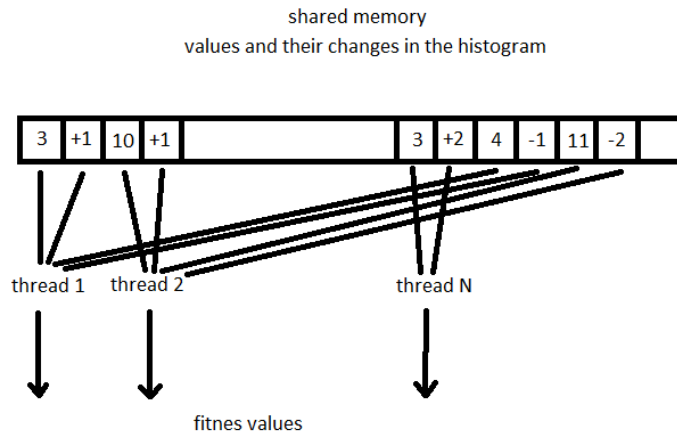 shared memory
values and their changes in the histogram
3 +1 10 +1 3 +2 4 -1 11 -2
thread 1 thread 2 thread N
fitnes values